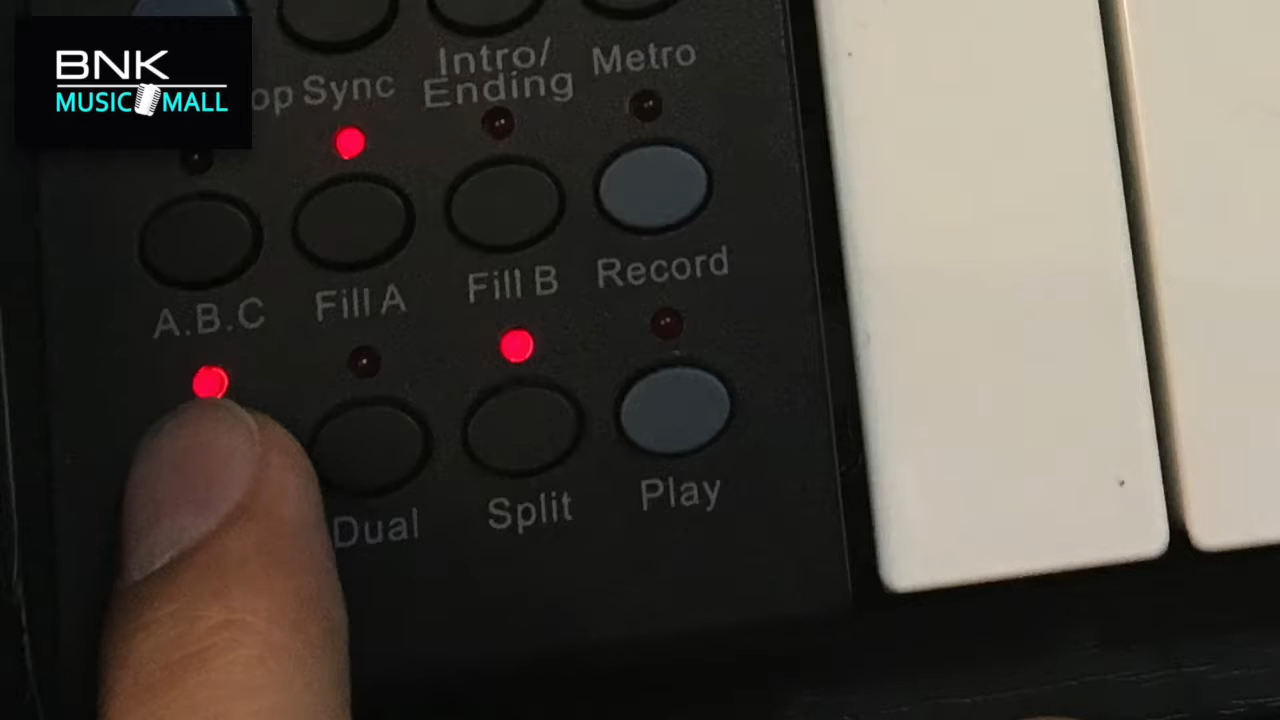 BNK
MUSIC MALL
Sync
Intro/
Ending
Metro
A.B.C
Fill A
Fill B
Record
Dual
Split
Play